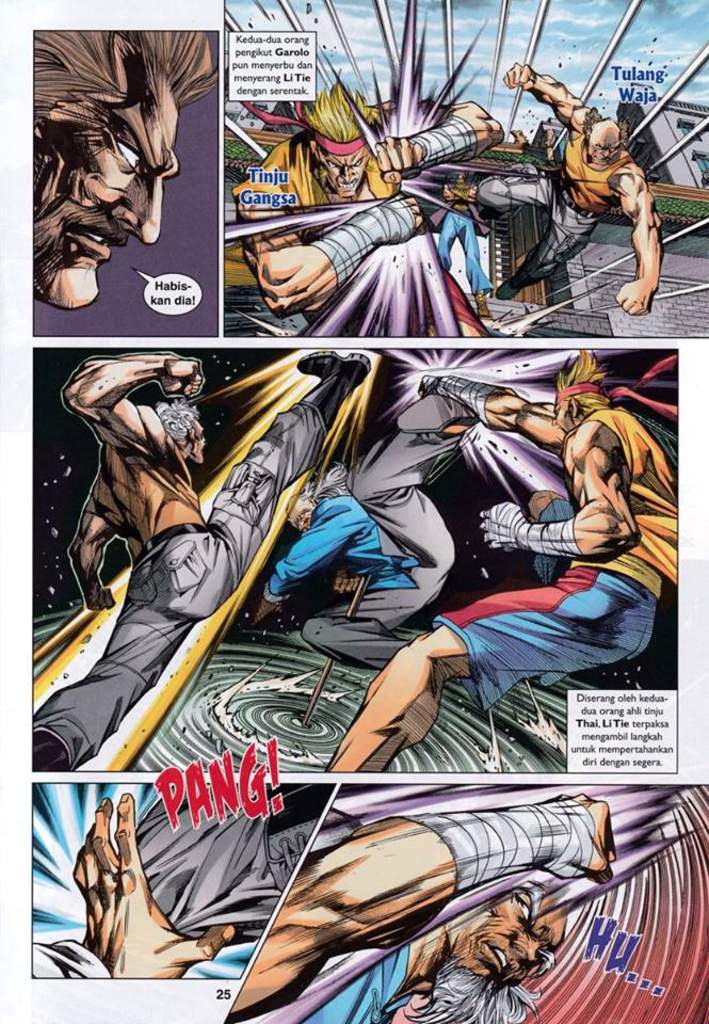 Habis-
kan dia!
Kedua-dua orang
pengikut Garolo
pun menyerbu dan
menyerang Li Tie
dengan serentak.
Tinju
Gangsa
Tulang
Waja
Diserang oleh kedua-
dua orang ahli tinju
Thai, Li Tie terpaksa
mengambil langkah
untuk mempertahankan
diri dengan segera.
PANG!
HU...
25